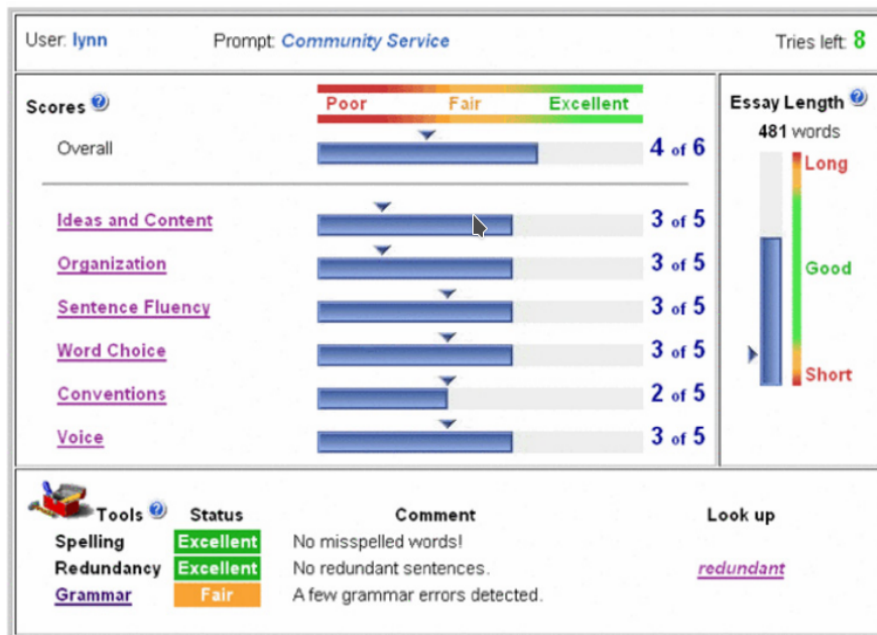 User: lynn Prompt: Community Service Tries left: 8
Scores Poor Fair Excellent
Overall 4 of 6
Ideas and Content 3 of 5
Organization 3 of 5
Sentence Fluency 3 of 5
Word Choice 3 of 5
Conventions 2 of 5
Voice 3 of 5
Essay Length
481 words
Long
Good
Short
Tools Status Comment Look up
Spelling Excellent No misspelled words!
Redundancy Excellent No redundant sentences. redundant
Grammar Fair A few grammar errors detected.